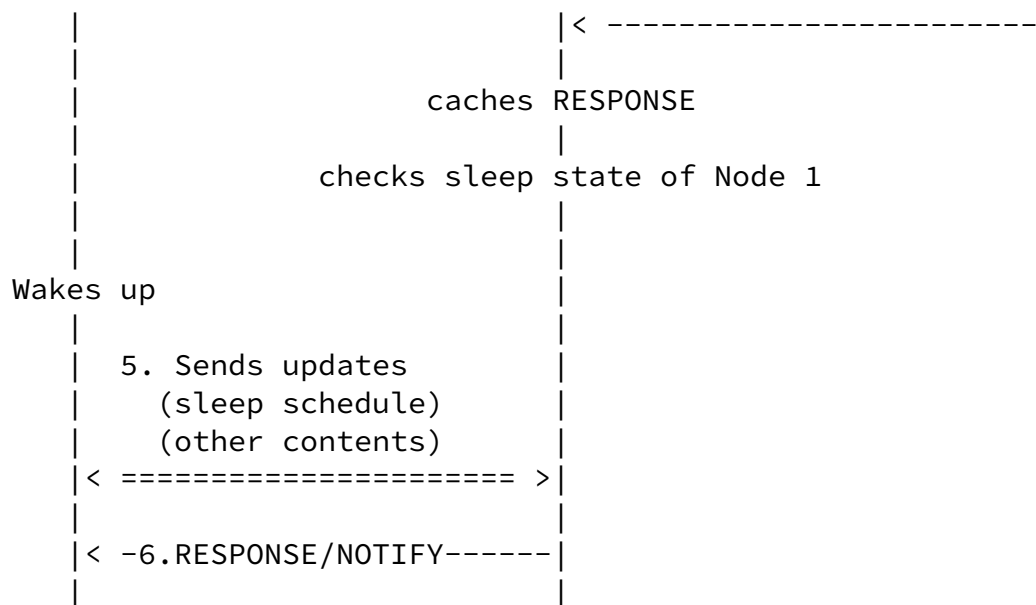 |< ------------------------
caches RESPONSE
checks sleep state of Node 1
Wakes up
5. Sends updates
(sleep schedule)
(other contents)
|< ====================== >|
|< -6.RESPONSE/NOTIFY------|